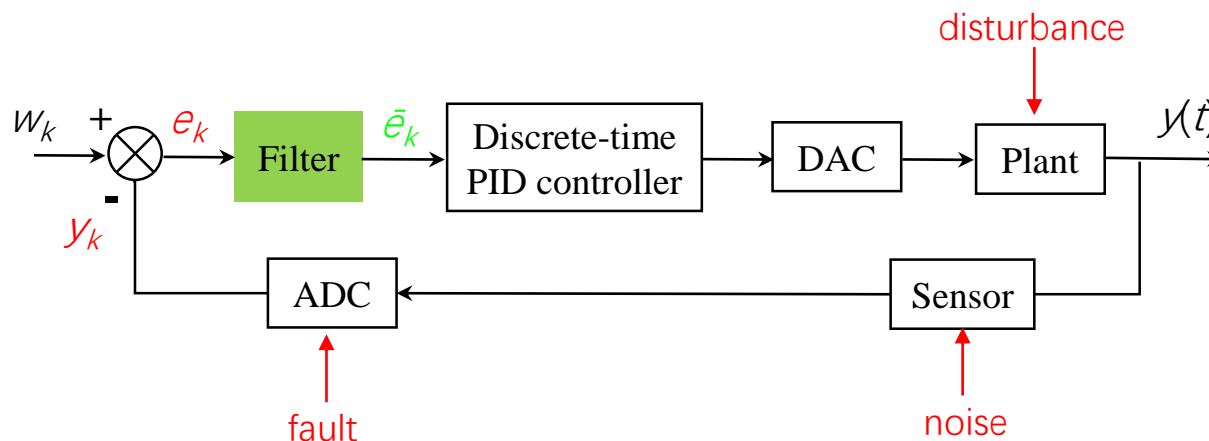 disturbance
w_k
+
e_k
Filter
ē_k
Discrete-time
PID controller
DAC
Plant
y(t)
-
y_k
ADC
Sensor
fault
noise